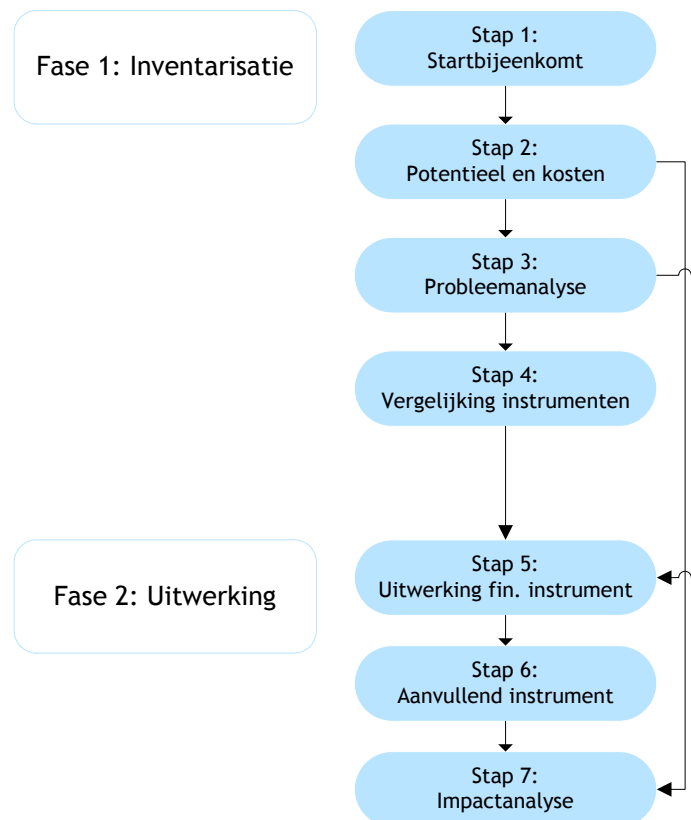 Fase 1: Inventarisatie
Stap 1:
Startbijeenkomt
Stap 2:
Potentieel en kosten
Stap 3:
Probleemanalyse
Stap 4:
Vergelijking instrumenten
Fase 2: Uitwerking
Stap 5:
Uitwerking fin. instrument
Stap 6:
Aanvullend instrument
Stap 7:
Impactanalyse